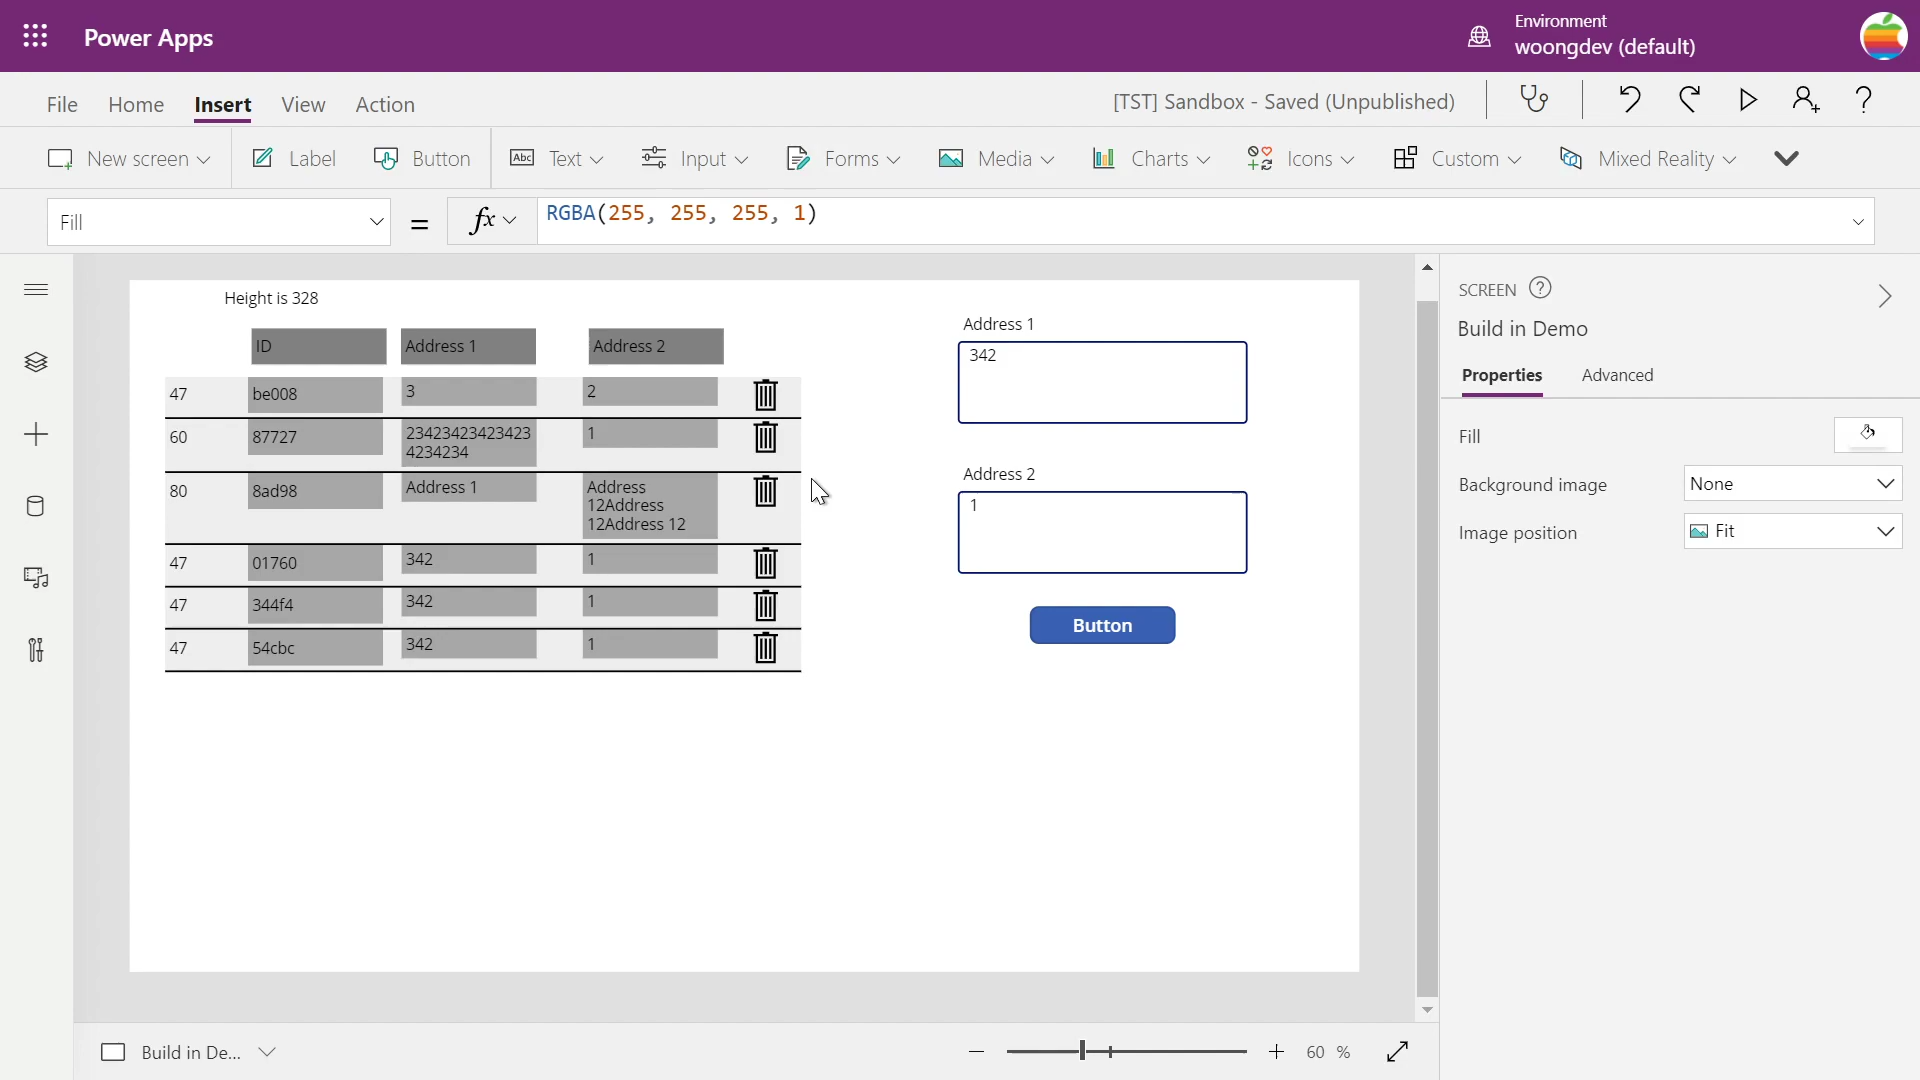 Power Apps
Environment
woongdev (default)
File Home Insert View Action
[TST] Sandbox - Saved (Unpublished)
New screen Label Button Abc Text Input Forms Media Charts Icons Custom Mixed Reality
Fill = fx RGBA(255, 255, 255, 1)
Height is 328
ID Address 1 Address 2
47 be008 3 2
60 87727 23423423423423
4234234 1
80 8ad98 Address 1 Address
12Address
12Address 12
47 01760 342 1
47 344f4 342 1
47 54cbc 342 1
Address 1
342
Address 2
1
Button
SCREEN ?
Build in Demo
Properties Advanced
Fill
Background image None
Image position Fit
Build in De...
60 %